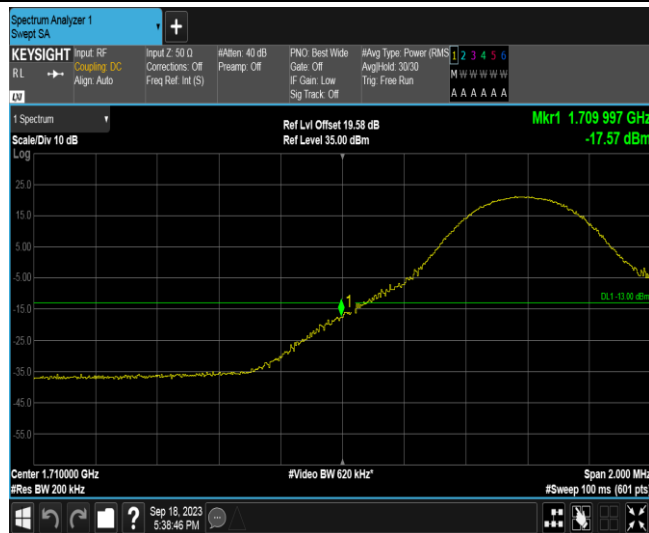 Spectrum Analyzer 1
Swept SA
+
KEYSIGHT
RL
LXI
Input: RF
Coupling: DC
Align: Auto
Input Z: 50 Ω
Corrections: Off
Freq Ref: Int (S)
#Atten: 40 dB
Preamp: Off
PNO: Best Wide
Gate: Off
IF Gain: Low
Sig Track: Off
#Avg Type: Power (RMS
Avg|Hold: 30/30
Trig: Free Run
1 2 3 4 5 6
M W W W W W
A A A A A A
1 Spectrum
Scale/Div 10 dB
Log
Ref Lvl Offset 19.58 dB
Ref Level 35.00 dBm
Mkr1 1.709 997 GHz
-17.57 dBm
25.0
15.0
5.00
-5.00
-15.0
-25.0
-35.0
-45.0
-55.0
1
DL1 -13.00 dBm
Center 1.710000 GHz
#Res BW 200 kHz
#Video BW 620 kHz*
Span 2.000 MHz
#Sweep 100 ms (601 pts)
?
Sep 18, 2023
5:38:46 PM